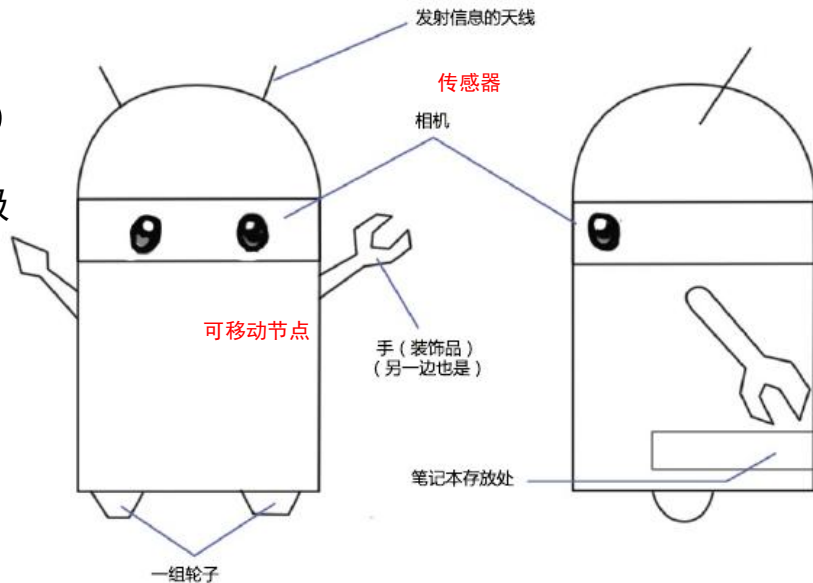 发射信息的天线
传感器
）
相机
级
可移动节点
手（装饰品）
（另一边也是）
笔记本存放处
一组轮子